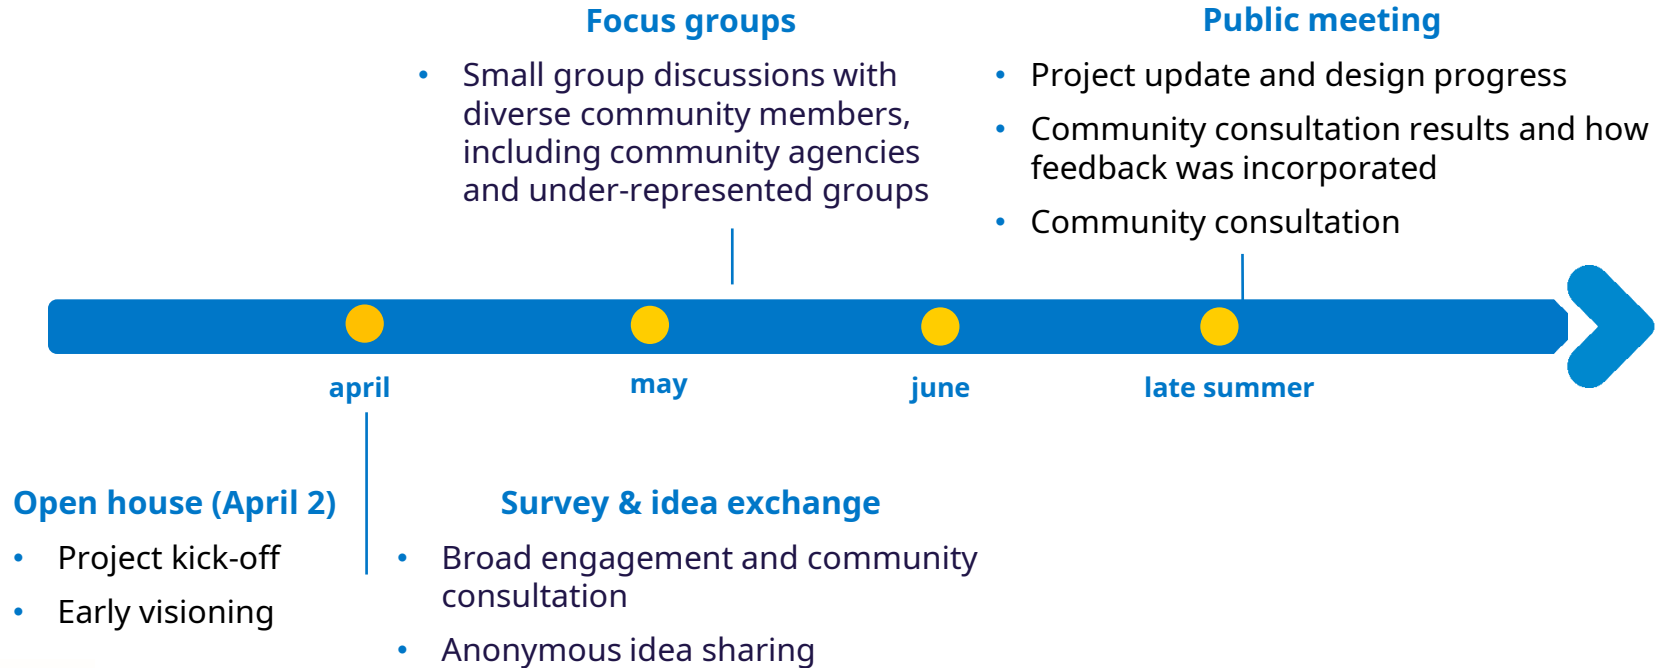 Focus groups
• Small group discussions with
diverse community members,
including community agencies
and under-represented groups
Public meeting
• Project update and design progress
• Community consultation results and how
feedback was incorporated
• Community consultation
april
may
june
late summer
Open house (April 2)
• Project kick-off
• Early visioning
Survey & idea exchange
• Broad engagement and community
consultation
• Anonymous idea sharing